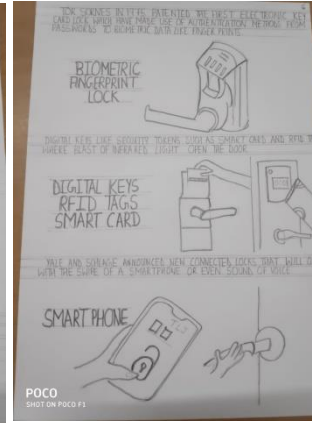 TOR SORNES IN 1975 PATENTED THE FIRST ELECTRONIC KEY
CARD LOCK WHICH HAVE MADE USE OF AUTHENTICATION METHODS FROM
PASSWORDS TO BIOMETRIC DATA LIKE FINGER PRINTS
BIOMETRIC
FINGERPRINT
LOCK
DIGITAL KEYS LIKE SECURITY TOKENS SUCH AS SMART CARD AND RFID
WHERE BLAST OF INFRARED LIGHT OPEN THE DOOR
DIGITAL KEYS
RFID TAGS
SMART CARD
YALE AND SCHLAGE ANNOUNCED NEW CONNECTED LOCKS THAT WILL
WITH THE SWIPE OF A SMARTPHONE OR EVEN SOUND OF VOICE
SMART PHONE
POCO
SHOT ON POCO F1